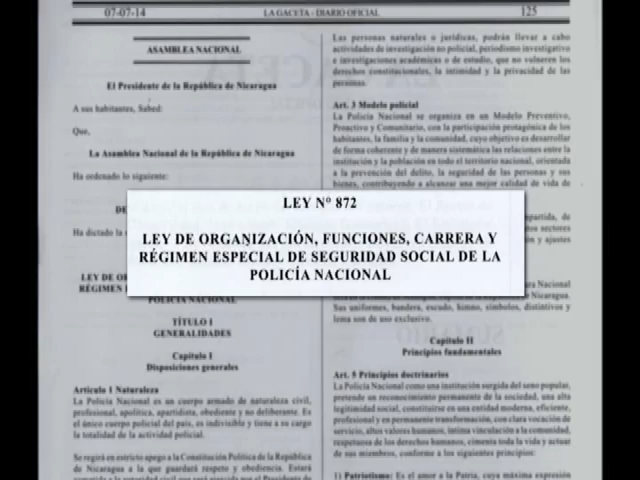 07-07-14
LA GACETA - DIARIO OFICIAL
125
ASAMBLEA NACIONAL
El Presidente de la República de Nicaragua
A sus habitantes, Sabed:
Que,
La Asamblea Nacional de la República de Nicaragua
Ha ordenado lo siguiente:
DE
Ha dictado la
LEY DE OR
RÉGIMEN
POLICÍA NACIONAL
TÍTULO I
GENERALIDADES
Capítulo I
Disposiciones generales
Artículo 1 Naturaleza
La Policía Nacional es un cuerpo armado de naturaleza civil,
profesional, apolítica, apartidista, obediente y no deliberante. Es
el único cuerpo policial del país, es indivisible y tiene a su cargo
la totalidad de la actividad policial.
Se regirá en estricto apego a la Constitución Política de la República
de Nicaragua a la que guardará respeto y obediencia. Estará
LEY Nº 872
LEY DE ORGANIZACIÓN, FUNCIONES, CARRERA Y
RÉGIMEN ESPECIAL DE SEGURIDAD SOCIAL DE LA
POLICÍA NACIONAL
Las personas naturales o jurídicas, podrán llevar a cabo
actividades de investigación no policial, periodismo investigativo
e investigaciones académicas o de estudio, que no vulneren los
derechos constitucionales, la intimidad y la privacidad de las
personas.
Art. 3 Modelo policial
La Policía Nacional se organiza en un Modelo Preventivo,
Proactivo y Comunitario, con la participación protagónica de los
habitantes, la familia y la comunidad, cuyo objetivo es desarrollar
de forma coherente y de manera sistemática las relaciones entre la
institución y la población en todo el territorio nacional, orientada
a la prevención del delito, la seguridad de las personas y sus
bienes, contribuyendo a alcanzar una mejor calidad de vida de
partida, de
sectores
y ajustes
Nacional
de Nicaragua.
Sus uniformes, bandera, escudo, himno, símbolos, distintivos y
lema son de uso exclusivo.
Capítulo II
Principios fundamentales
Art. 5 Principios doctrinarios
La Policía Nacional como una institución surgida del seno popular,
pretende un reconocimiento permanente de la sociedad, una alta
legitimidad social, constituirse en una entidad moderna, eficiente,
profesional y en permanente transformación, con clara vocación de
servicio, altos valores humanos, íntima vinculación a la comunidad,
respetuosa de los derechos humanos, cimenta toda la vida y actuar
de sus miembros, conforme a los siguientes principios:
1) Patriotismo: Es el amor a la Patria, cuya máxima expresión